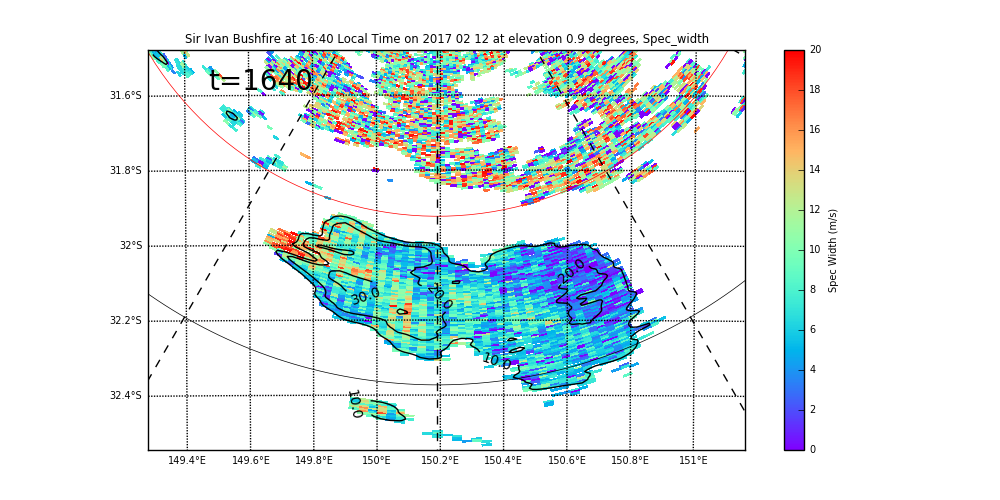 Sir Ivan Bushfire at 16:40 Local Time on 2017 02 12 at elevation 0.9 degrees, Spec_width
t=1640
31.6°S
31.8°S
32°S
32.2°S
32.4°S
149.4°E 149.6°E 149.8°E 150°E 150.2°E 150.4°E 150.6°E 150.8°E 151°E
30.0
20.0
20.0
10.0
10.0
20
18
16
14
12
10
8
6
4
2
0
Spec Width (m/s)